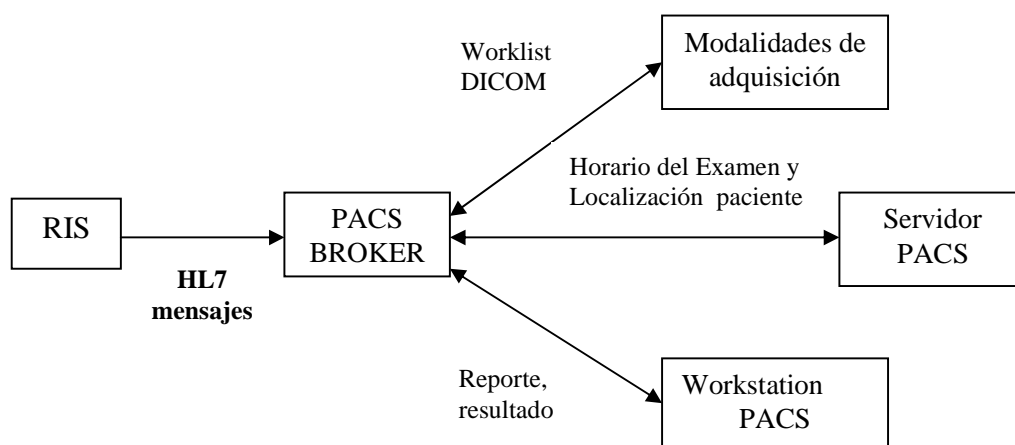 Worklist
DICOM
Modalidades de
adquisición
Horario del Examen y
Localización paciente
RIS
PACS
BROKER
Servidor
PACS
HL7
mensajes
Reporte,
resultado
Workstation
PACS